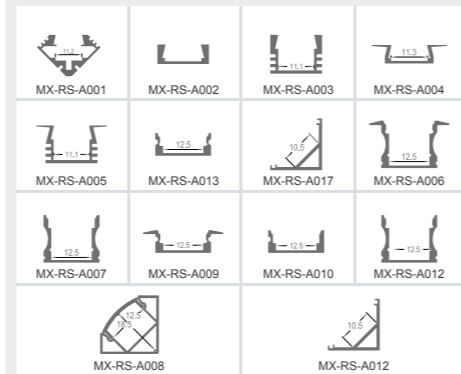 11.2
MX-RS-A001
MX-RS-A002
11.1
MX-RS-A003
11.3
MX-RS-A004
11.1
MX-RS-A005
12.5
MX-RS-A013
10.5
MX-RS-A017
12.5
MX-RS-A006
12.5
MX-RS-A007
12.5
MX-RS-A009
12.5
MX-RS-A010
12.5
MX-RS-A012
12.5
18.5
MX-RS-A008
10.5
MX-RS-A012